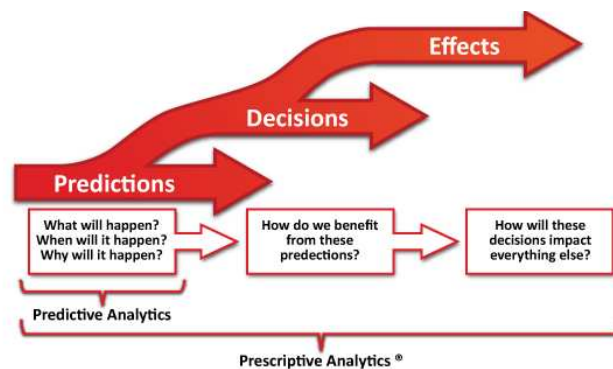 Effects
Decisions
Predictions
What will happen?
When will it happen?
Why will it happen?
How do we benefit
from these
predections?
How will these
decisions impact
everything else?
Predictive Analytics
Prescriptive Analytics ®